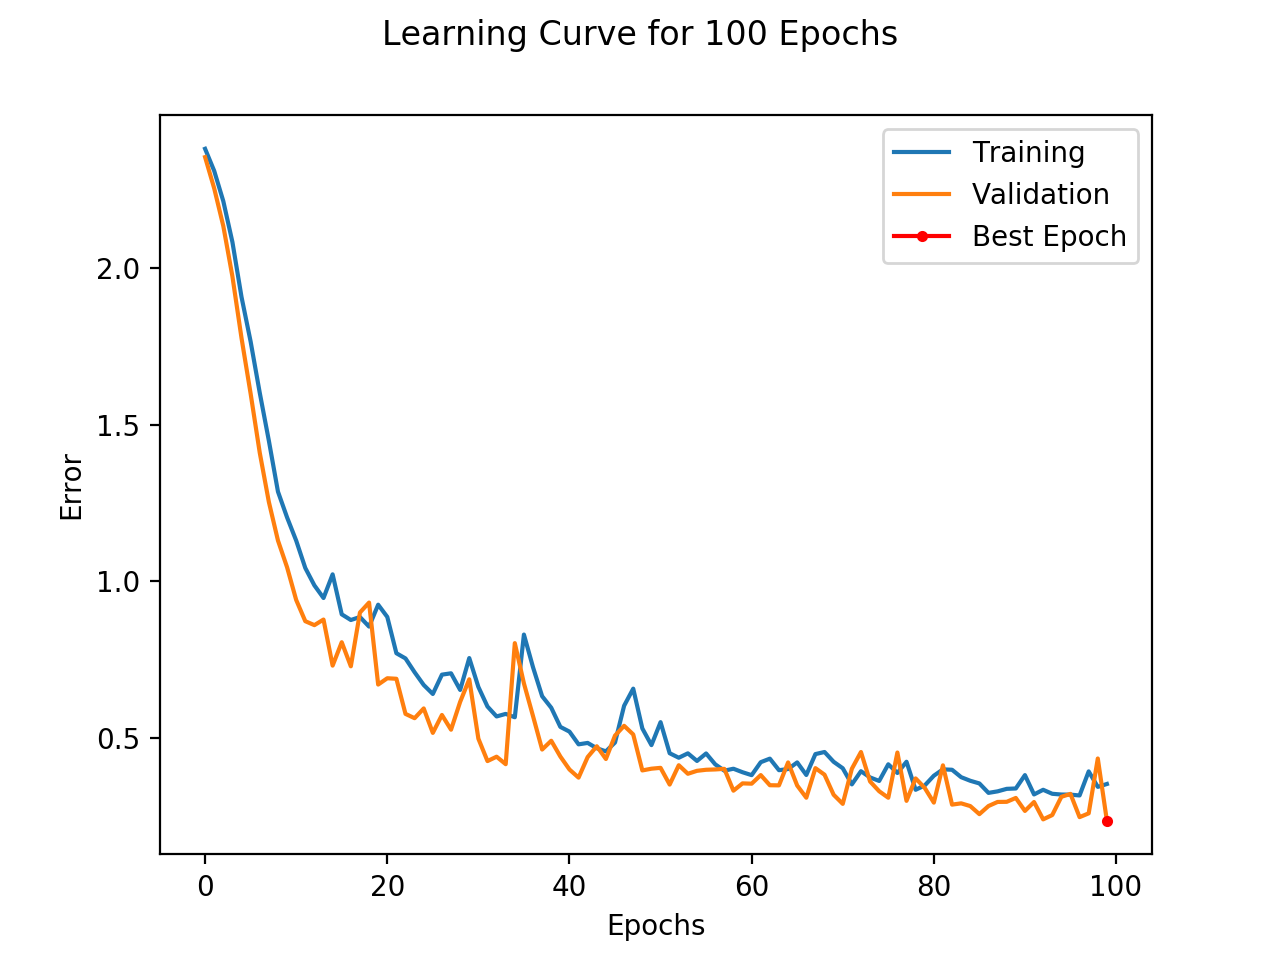 Learning Curve for 100 Epochs
Training
Validation
Best Epoch
2.0
1.5
1.0
0.5
Error
0 20 40 60 80 100
Epochs